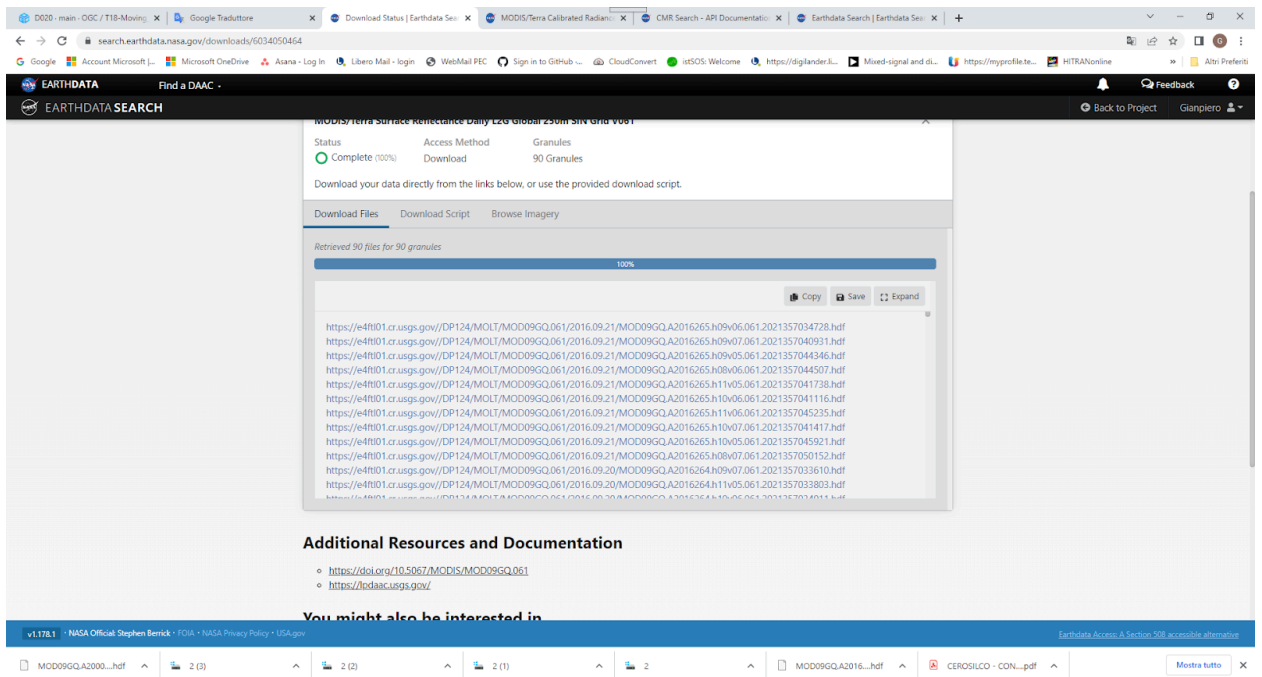 D020 - main - OGC / T18-Moving
Google Traduttore
Download Status | Earthdata Sear
MODIS/Terra Calibrated Radianc
CMR Search - API Documentatio
Earthdata Search | Earthdata Sear
search.earthdata.nasa.gov/downloads/6034050464
G
Google
Account Microsoft |...
Microsoft OneDrive
Asana - Log In
Libero Mail - login
WebMail PEC
Sign in to GitHub ·...
CloudConvert
istSOS: Welcome
https://digilander.li...
Mixed-signal and di...
https://myprofile.te...
HITRANonline
»
Altri Preferiti
EARTHDATA
Find a DAAC
Feedback
EARTHDATA SEARCH
Back to Project
Gianpiero
MODIS/Terra Surface Reflectance Daily L2G Global 250m SIN Grid V061
Status
Access Method
Granules
Complete (100%)
Download
90 Granules
Download your data directly from the links below, or use the provided download script.
Download Files
Download Script
Browse Imagery
Retrieved 90 files for 90 granules
100%
Copy
Save
Expand
https://e4ftl01.cr.usgs.gov//DP124/MOLT/MOD09GQ.061/2016.09.21/MOD09GQ.A2016265.h09v06.061.2021357034728.hdf
https://e4ftl01.cr.usgs.gov//DP124/MOLT/MOD09GQ.061/2016.09.21/MOD09GQ.A2016265.h09v07.061.2021357040931.hdf
https://e4ftl01.cr.usgs.gov//DP124/MOLT/MOD09GQ.061/2016.09.21/MOD09GQ.A2016265.h09v05.061.2021357044346.hdf
https://e4ftl01.cr.usgs.gov//DP124/MOLT/MOD09GQ.061/2016.09.21/MOD09GQ.A2016265.h08v06.061.2021357044507.hdf
https://e4ftl01.cr.usgs.gov//DP124/MOLT/MOD09GQ.061/2016.09.21/MOD09GQ.A2016265.h11v05.061.2021357041738.hdf
https://e4ftl01.cr.usgs.gov//DP124/MOLT/MOD09GQ.061/2016.09.21/MOD09GQ.A2016265.h10v06.061.2021357041116.hdf
https://e4ftl01.cr.usgs.gov//DP124/MOLT/MOD09GQ.061/2016.09.21/MOD09GQ.A2016265.h11v06.061.2021357045235.hdf
https://e4ftl01.cr.usgs.gov//DP124/MOLT/MOD09GQ.061/2016.09.21/MOD09GQ.A2016265.h10v07.061.2021357041417.hdf
https://e4ftl01.cr.usgs.gov//DP124/MOLT/MOD09GQ.061/2016.09.21/MOD09GQ.A2016265.h10v05.061.2021357045921.hdf
https://e4ftl01.cr.usgs.gov//DP124/MOLT/MOD09GQ.061/2016.09.21/MOD09GQ.A2016265.h08v07.061.2021357050152.hdf
https://e4ftl01.cr.usgs.gov//DP124/MOLT/MOD09GQ.061/2016.09.20/MOD09GQ.A2016264.h09v07.061.2021357033610.hdf
https://e4ftl01.cr.usgs.gov//DP124/MOLT/MOD09GQ.061/2016.09.20/MOD09GQ.A2016264.h11v05.061.2021357033803.hdf
Additional Resources and Documentation
https://doi.org/10.5067/MODIS/MOD09GQ.061
https://lpdaac.usgs.gov/
You might also be interested in
v1.178.1
NASA Official: Stephen Berrick · FOIA · NASA Privacy Policy · USA.gov
Earthdata Access: A Section 508 accessible alternative
MOD09GQ.A2000....hdf
2 (3)
2 (2)
2 (1)
2
MOD09GQ.A2016....hdf
CEROSILCO - CON....pdf
Mostra tutto